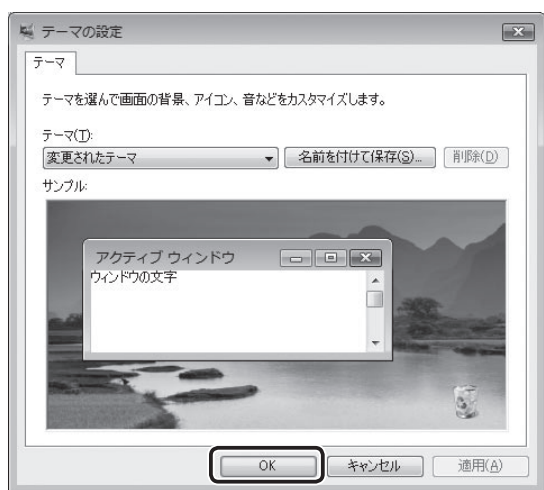 テーマの設定
テーマ
テーマを選んで画面の背景、アイコン、音などをカスタマイズします。
テーマ(T):
変更されたテーマ 名前を付けて保存(S)... 削除(D)
サンプル:
アクティブ ウィンドウ
ウィンドウの文字
OK キャンセル 適用(A)